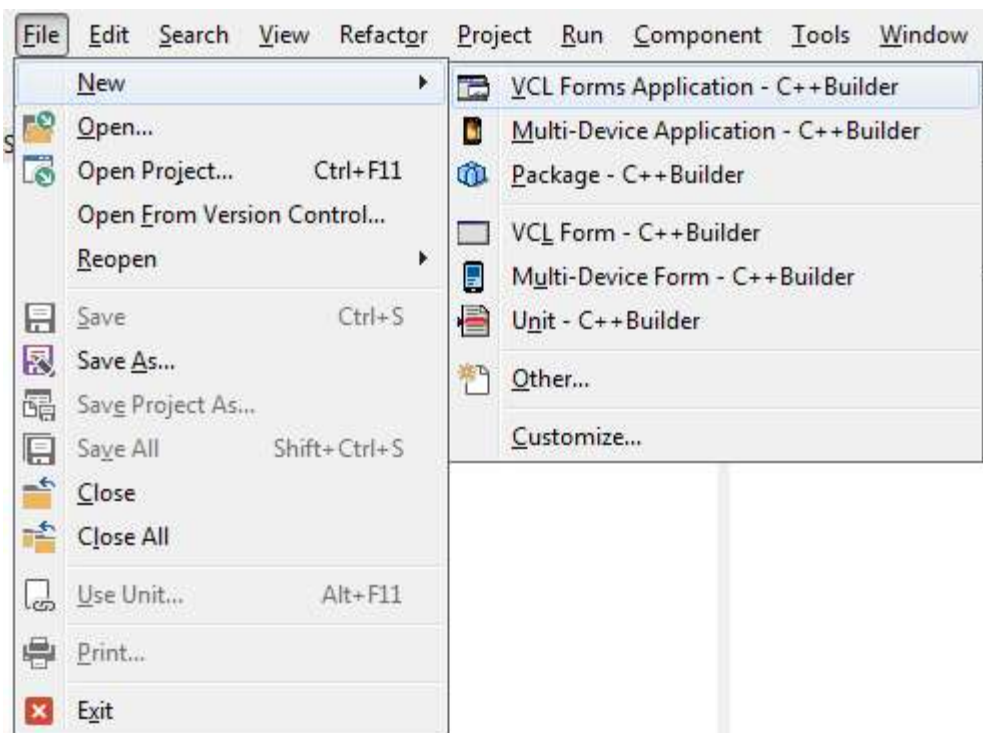 File Edit Search View Refactor Project Run Component Tools Window
New
Open...
Open Project... Ctrl+F11
Open From Version Control...
Reopen
Save Ctrl+S
Save As...
Save Project As...
Save All Shift+Ctrl+S
Close
Close All
Use Unit... Alt+F11
Print...
Exit
VCL Forms Application - C++Builder
Multi-Device Application - C++Builder
Package - C++Builder
VCL Form - C++Builder
Multi-Device Form - C++Builder
Unit - C++Builder
Other...
Customize...